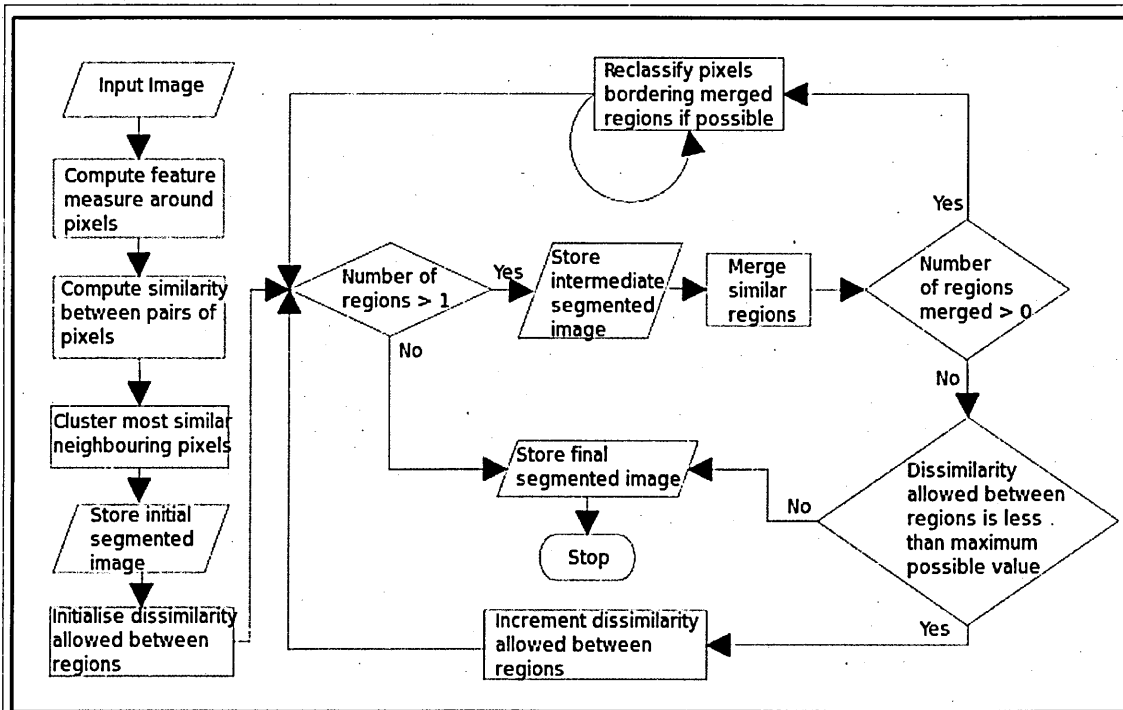 Input Image
Compute feature
measure around
pixels
Compute similarity
between pairs of
pixels
Cluster most similar
neighbouring pixels
Store initial
segmented
image
Initialise dissimilarity
allowed between
regions
Number of
regions > 1
Yes
No
Store
intermediate
segmented
image
Merge
similar
regions
Number
of regions
merged > 0
Yes
No
Reclassify pixels
bordering merged
regions if possible
Dissimilarity
allowed between
regions is less
than maximum
possible value
No
Yes
Store final
segmented image
Stop
Increment dissimilarity
allowed between
regions